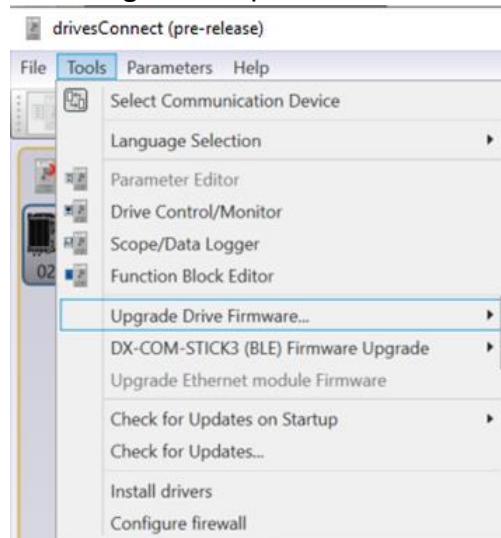 drivesConnect (pre-release)
File Tools Parameters Help
Select Communication Device
Language Selection
Parameter Editor
Drive Control/Monitor
Scope/Data Logger
02
Function Block Editor
Upgrade Drive Firmware...
DX-COM-STICK3 (BLE) Firmware Upgrade
Upgrade Ethernet module Firmware
Check for Updates on Startup
Check for Updates...
Install drivers
Configure firewall